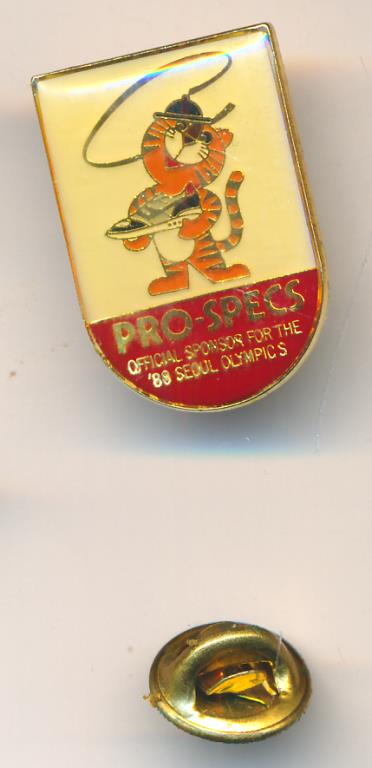 PRO-SPECS
OFFICIAL SPONSOR FOR THE
'88 SEOUL OLYMPICS